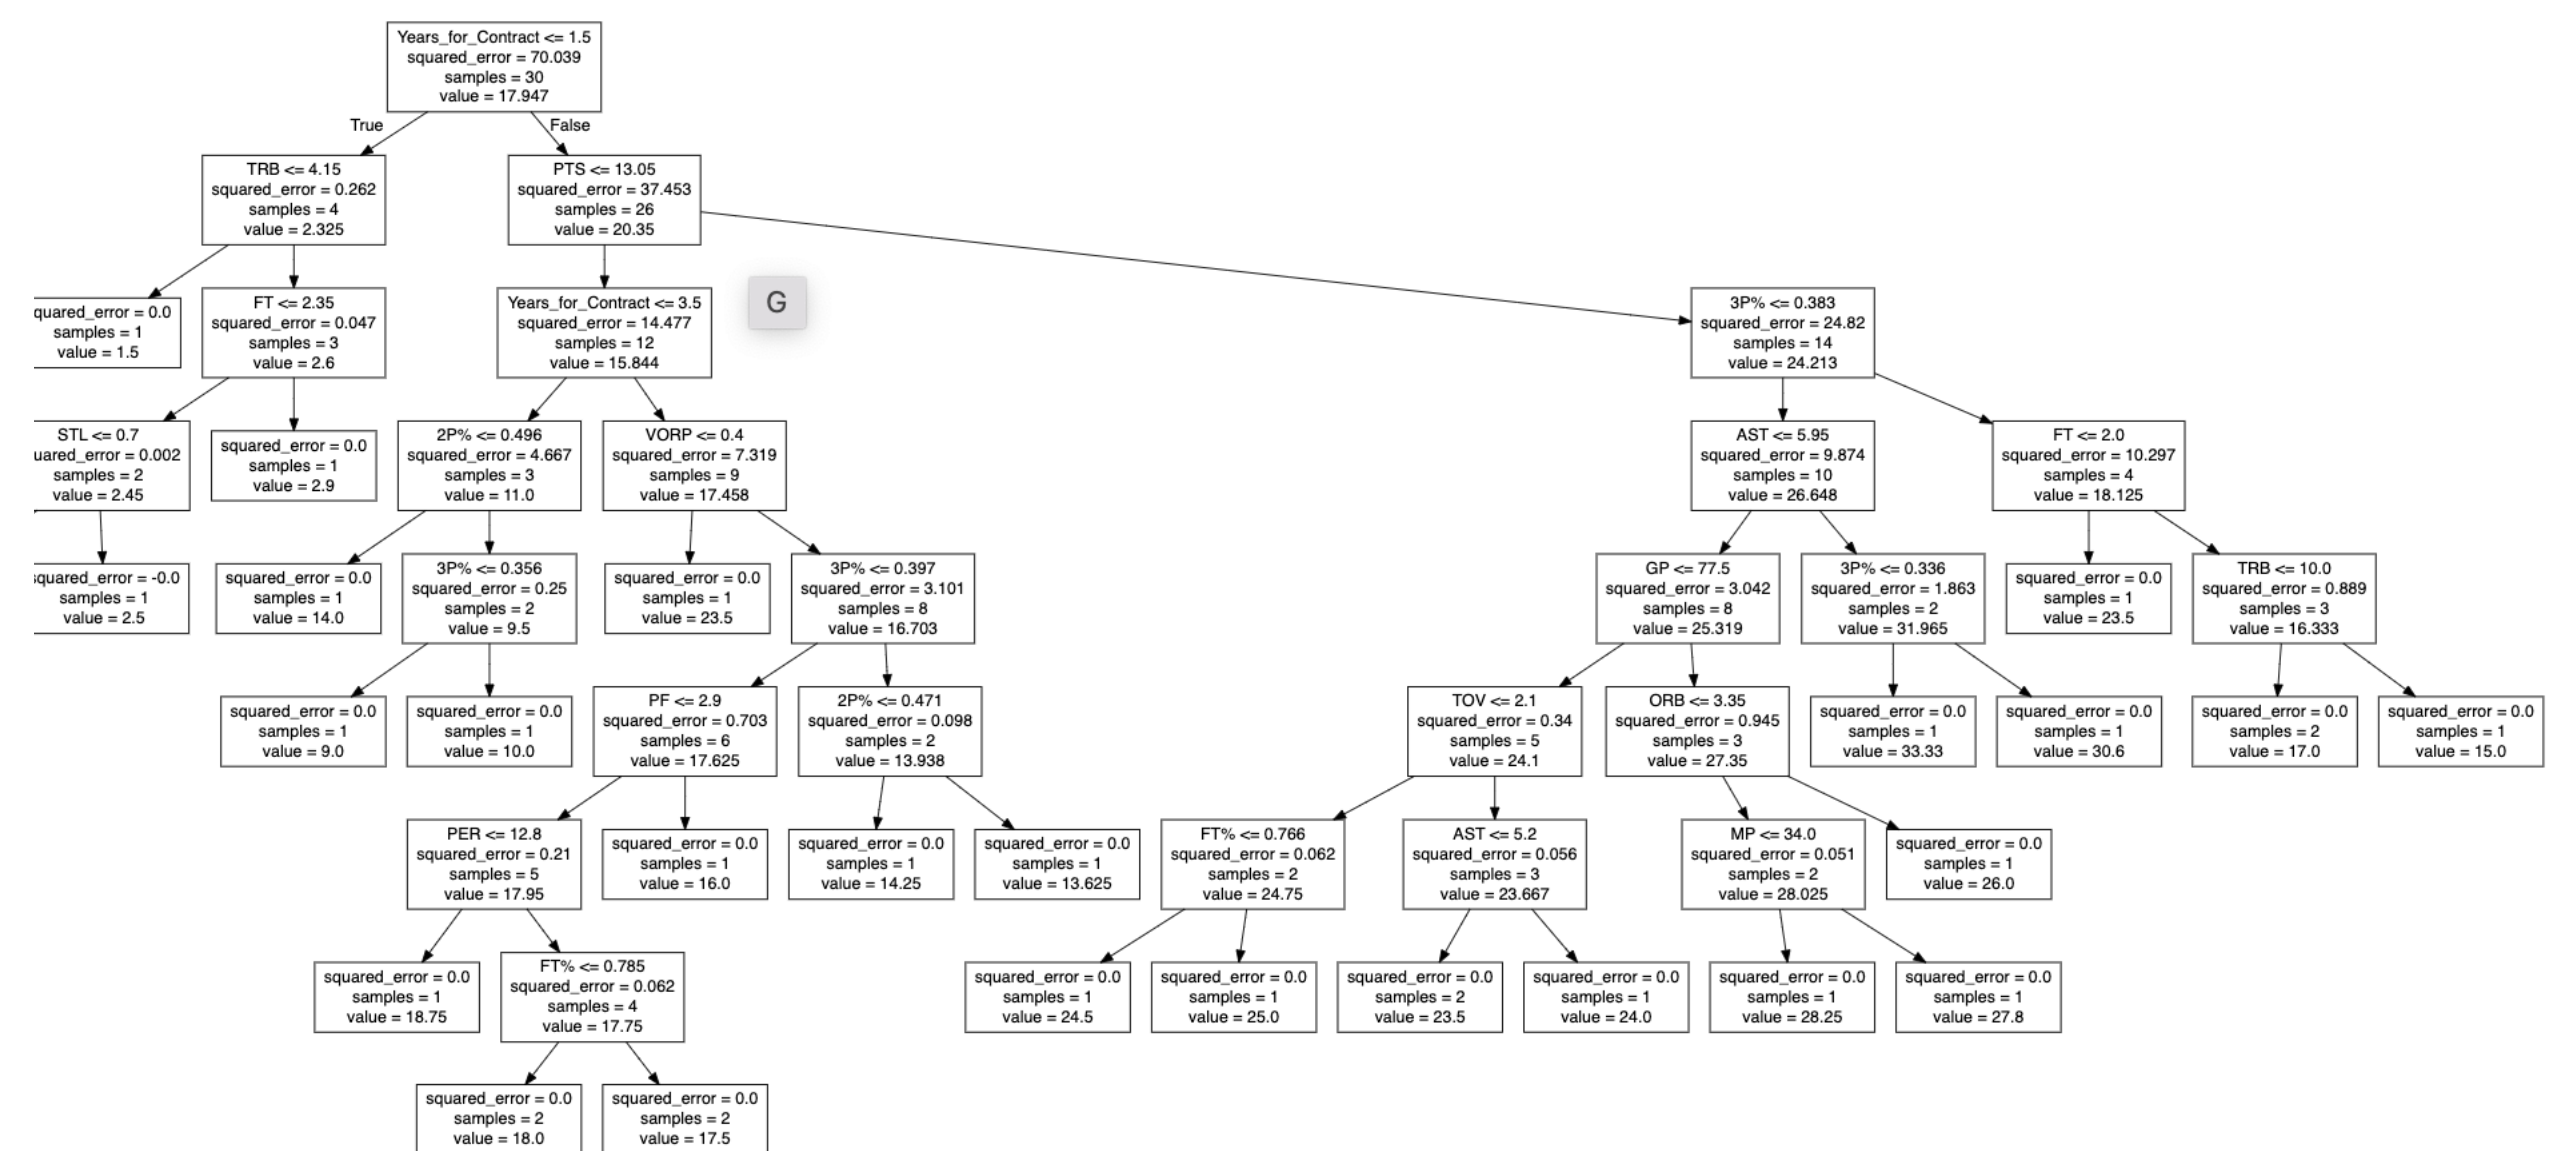 Years_for_Contract <= 1.5
squared_error = 70.039
samples = 30
value = 17.947
True
False
TRB <= 4.15
squared_error = 0.262
samples = 4
value = 2.325
PTS <= 13.05
squared_error = 37.453
samples = 26
value = 20.35
quared_error = 0.0
samples = 1
value = 1.5
FT <= 2.35
squared_error = 0.047
samples = 3
value = 2.6
Years_for_Contract <= 3.5
squared_error = 14.477
samples = 12
value = 15.844
G
3P% <= 0.383
squared_error = 24.82
samples = 14
value = 24.213
STL <= 0.7
uared_error = 0.002
samples = 2
value = 2.45
squared_error = 0.0
samples = 1
value = 2.9
2P% <= 0.496
squared_error = 4.667
samples = 3
value = 11.0
VORP <= 0.4
squared_error = 7.319
samples = 9
value = 17.458
AST <= 5.95
squared_error = 9.874
samples = 10
value = 26.648
FT <= 2.0
squared_error = 10.297
samples = 4
value = 18.125
squared_error = -0.0
samples = 1
value = 2.5
squared_error = 0.0
samples = 1
value = 14.0
3P% <= 0.356
squared_error = 0.25
samples = 2
value = 9.5
squared_error = 0.0
samples = 1
value = 23.5
3P% <= 0.397
squared_error = 3.101
samples = 8
value = 16.703
GP <= 77.5
squared_error = 3.042
samples = 8
value = 25.319
3P% <= 0.336
squared_error = 1.863
samples = 2
value = 31.965
squared_error = 0.0
samples = 1
value = 23.5
TRB <= 10.0
squared_error = 0.889
samples = 3
value = 16.333
squared_error = 0.0
samples = 1
value = 9.0
squared_error = 0.0
samples = 1
value = 10.0
PF <= 2.9
squared_error = 0.703
samples = 6
value = 17.625
2P% <= 0.471
squared_error = 0.098
samples = 2
value = 13.938
TOV <= 2.1
squared_error = 0.34
samples = 5
value = 24.1
ORB <= 3.35
squared_error = 0.945
samples = 3
value = 27.35
squared_error = 0.0
samples = 1
value = 33.33
squared_error = 0.0
samples = 1
value = 30.6
squared_error = 0.0
samples = 2
value = 17.0
squared_error = 0.0
samples = 1
value = 15.0
PER <= 12.8
squared_error = 0.21
samples = 5
value = 17.95
squared_error = 0.0
samples = 1
value = 16.0
squared_error = 0.0
samples = 1
value = 14.25
squared_error = 0.0
samples = 1
value = 13.625
FT% <= 0.766
squared_error = 0.062
samples = 2
value = 24.75
AST <= 5.2
squared_error = 0.056
samples = 3
value = 23.667
MP <= 34.0
squared_error = 0.051
samples = 2
value = 28.025
squared_error = 0.0
samples = 1
value = 26.0
squared_error = 0.0
samples = 1
value = 18.75
FT% <= 0.785
squared_error = 0.062
samples = 4
value = 17.75
squared_error = 0.0
samples = 1
value = 24.5
squared_error = 0.0
samples = 1
value = 25.0
squared_error = 0.0
samples = 2
value = 23.5
squared_error = 0.0
samples = 1
value = 24.0
squared_error = 0.0
samples = 1
value = 28.25
squared_error = 0.0
samples = 1
value = 27.8
squared_error = 0.0
samples = 2
value = 18.0
squared_error = 0.0
samples = 2
value = 17.5